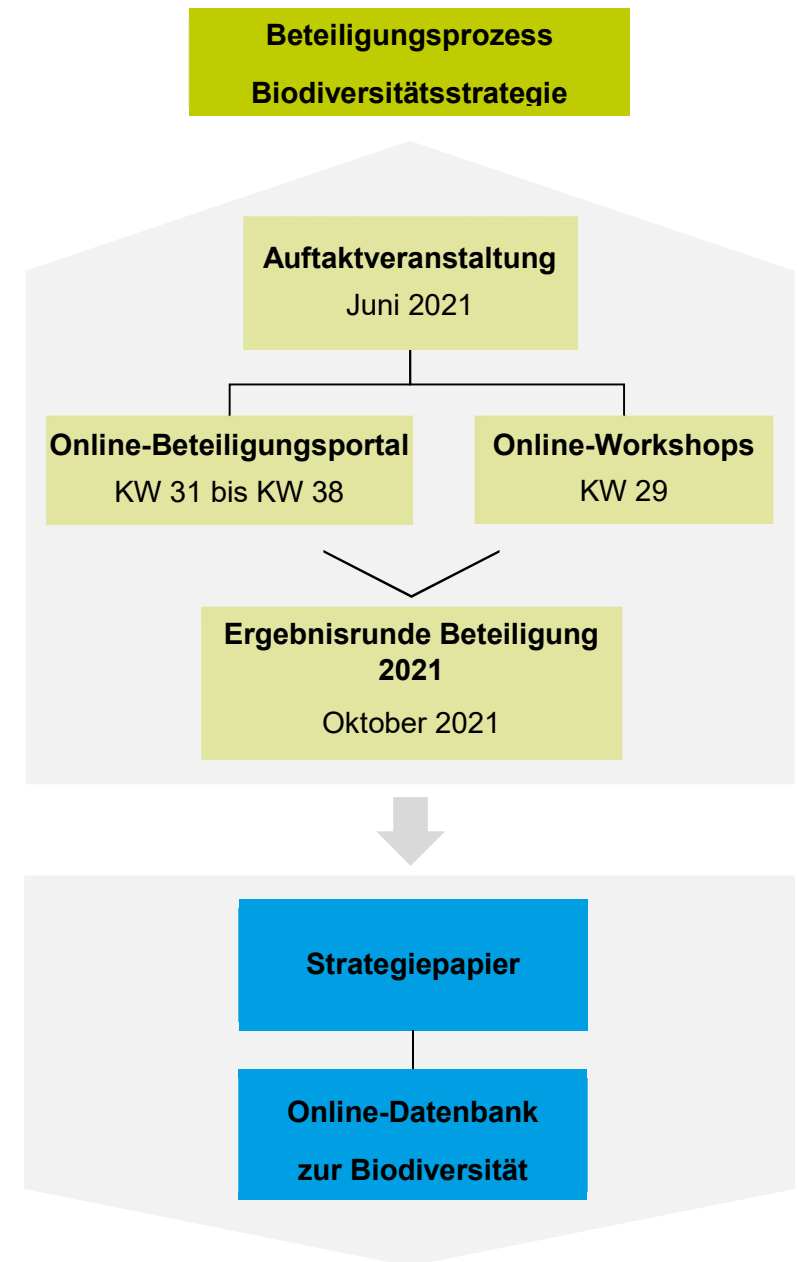 Beteiligungsprozess
Biodiversitätsstrategie
Auftaktveranstaltung
Juni 2021
Online-Beteiligungsportal
KW 31 bis KW 38
Online-Workshops
KW 29
Ergebnisrunde Beteiligung
2021
Oktober 2021
Strategiepapier
Online-Datenbank
zur Biodiversität